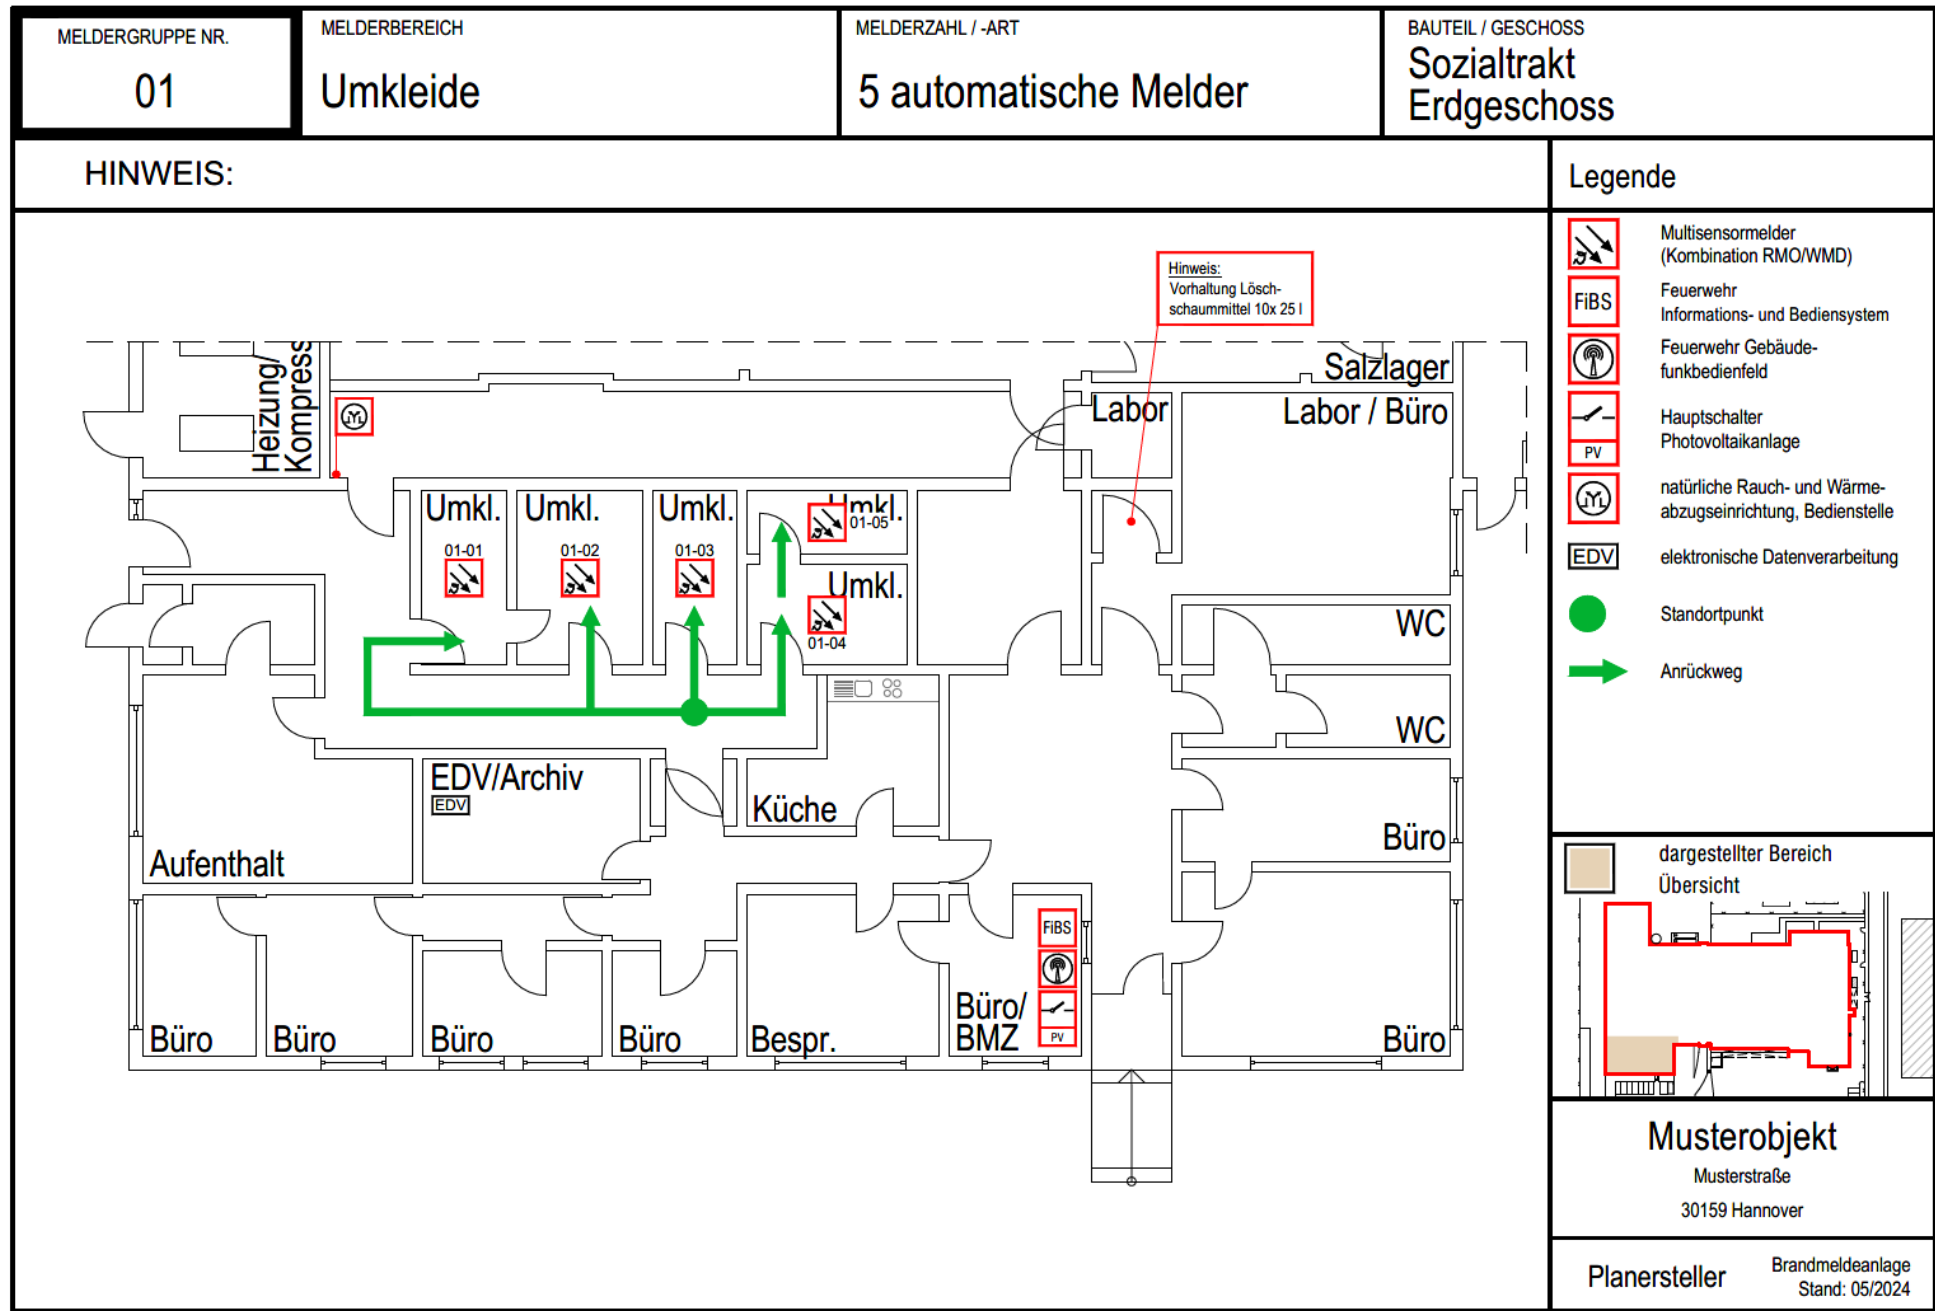 MELDERGRUPPE NR.
01
MELDERBEREICH
Umkleide
MELDERZAHL / -ART
5 automatische Melder
BAUTEIL / GESCHOSS
Sozialtrakt
Erdgeschoss
HINWEIS:
Legende
Hinweis:
Vorhaltung Lösch-
schaummittel 10x 25 l
Heizung/
Kompress
Salzlager
Labor
Labor / Büro
Umkl.
Umkl.
Umkl.
Umkl.
01-05
01-01
01-02
01-03
Umkl.
01-04
WC
WC
EDV/Archiv
EDV
Küche
Büro
Aufenthalt
FiBS
Büro/
BMZ
PV
Büro
Büro
Büro
Büro
Bespr.
Büro
Multisensormelder
(Kombination RMO/WMD)
FiBS
Feuerwehr
Informations- und Bediensystem
Feuerwehr Gebäude-
funkbedienfeld
Hauptschalter
Photovoltaikanlage
PV
natürliche Rauch- und Wärme-
abzugseinrichtung, Bedienstelle
EDV
elektronische Datenverarbeitung
Standortpunkt
Anrückweg
dargestellter Bereich
Übersicht
Musterobjekt
Musterstraße
30159 Hannover
Planersteller
Brandmeldeanlage
Stand: 05/2024